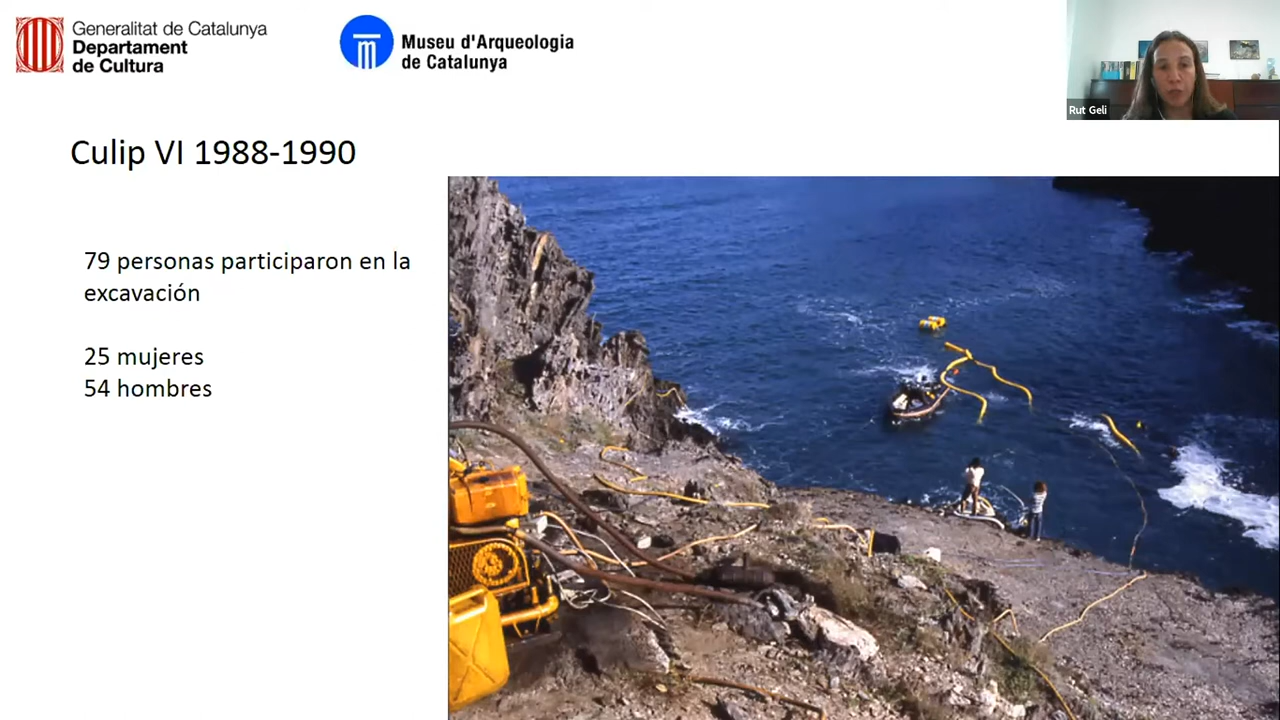 Generalitat de Catalunya
Departament
de Cultura
Museu d'Arqueologia
de Catalunya
Rut Geli
Culip VI 1988-1990
79 personas participaron en la
excavación
25 mujeres
54 hombres